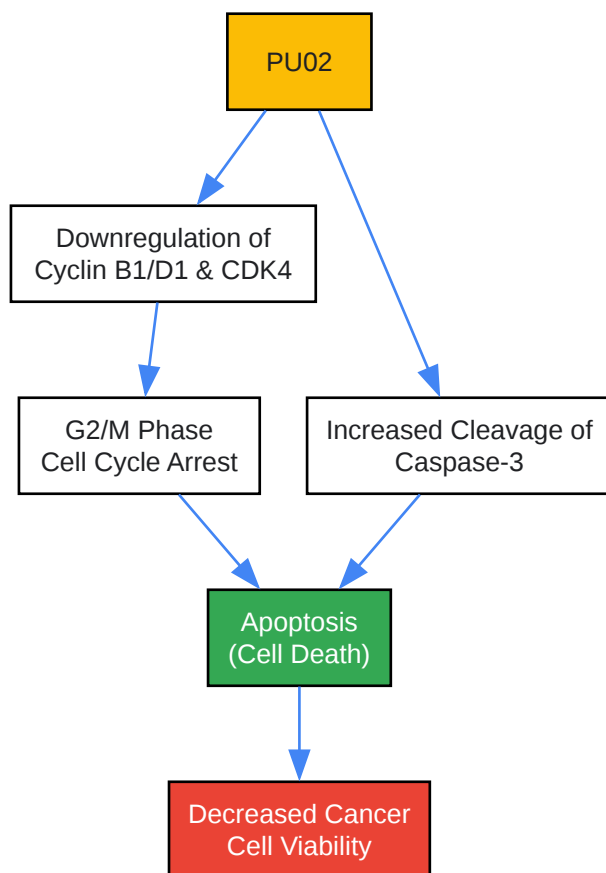 PU02
Downregulation of
Cyclin B1/D1 & CDK4
G2/M Phase
Cell Cycle Arrest
Increased Cleavage of
Caspase-3
Apoptosis
(Cell Death)
Decreased Cancer
Cell Viability